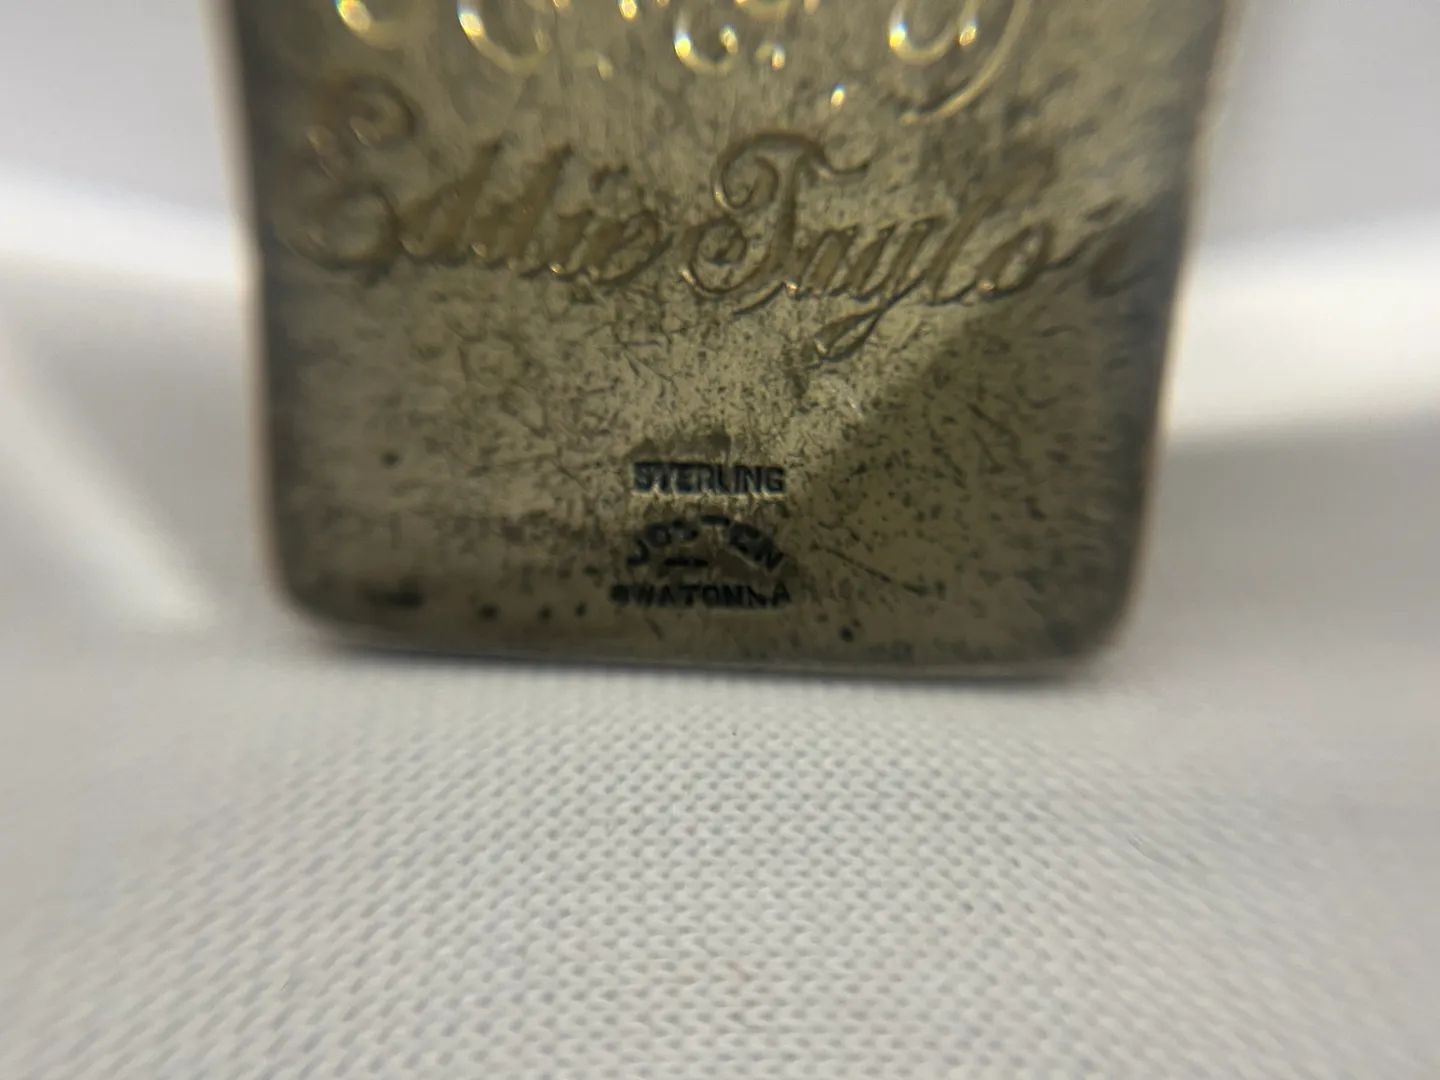 Eddie Taylor
STERLING
JOSTEN
OWATONNA